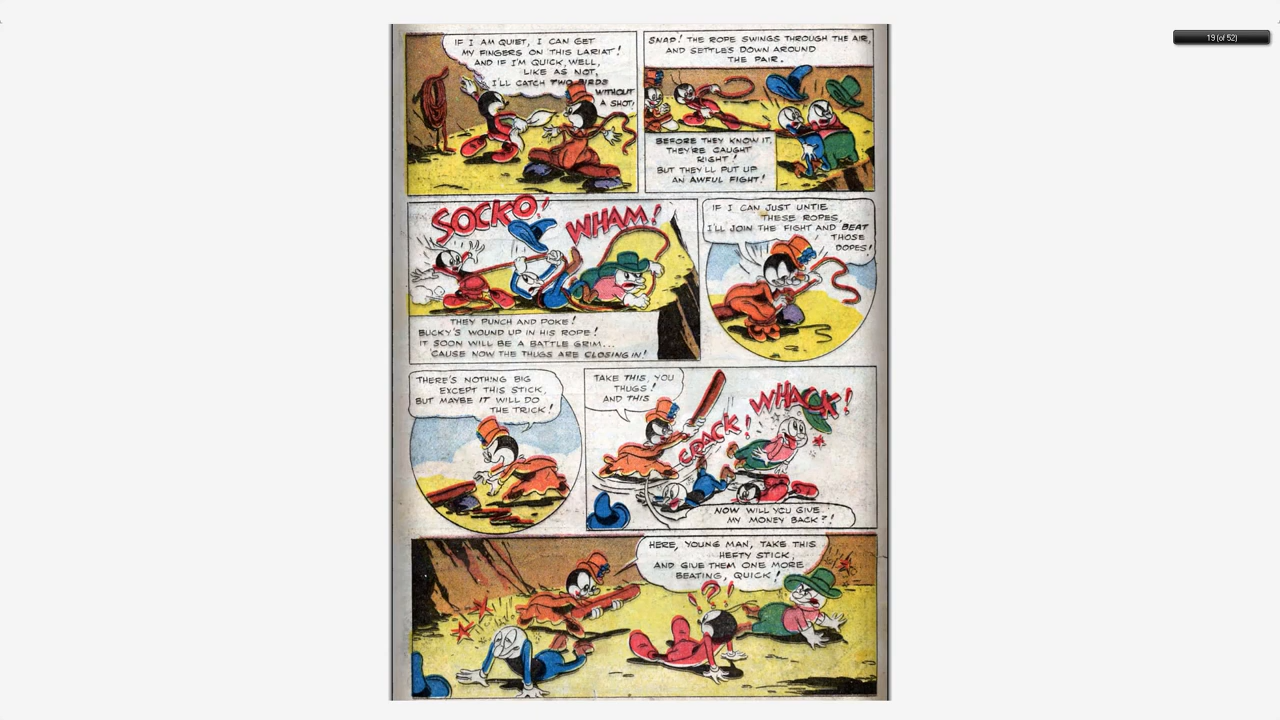 19 (of 52)
IF I AM QUIET, I CAN GET
MY FINGERS ON THIS LARIAT!
AND IF I'M QUICK, WELL,
LIKE AS NOT,
I'LL CATCH TWO BIRDS
WITHOUT
A SHOT!
SNAP! THE ROPE SWINGS THROUGH THE AIR,
AND SETTLES DOWN AROUND
THE PAIR.
BEFORE THEY KNOW IT,
THEY'RE CAUGHT
RIGHT!
BUT THEY'LL PUT UP
AN AWFUL FIGHT!
SOCKO!
WHAM!
THEY PUNCH AND POKE!
BUCKY'S WOUND UP IN HIS ROPE!
IT SOON WILL BE A BATTLE GRIM...
'CAUSE NOW THE THUGS ARE CLOSING IN!
IF I CAN JUST UNTIE
THESE ROPES,
I'LL JOIN THE FIGHT AND BEAT
THOSE
DOPES!
THERE'S NOTHING BIG
EXCEPT THIS STICK,
BUT MAYBE IT WILL DO
THE TRICK!
TAKE THIS, YOU
THUGS!
AND THIS
CRACK!
WHACK!
NOW WILL YOU GIVE
MY MONEY BACK?!
HERE, YOUNG MAN, TAKE THIS
HEFTY STICK,
AND GIVE THEM ONE MORE
BEATING, QUICK!
! ? !